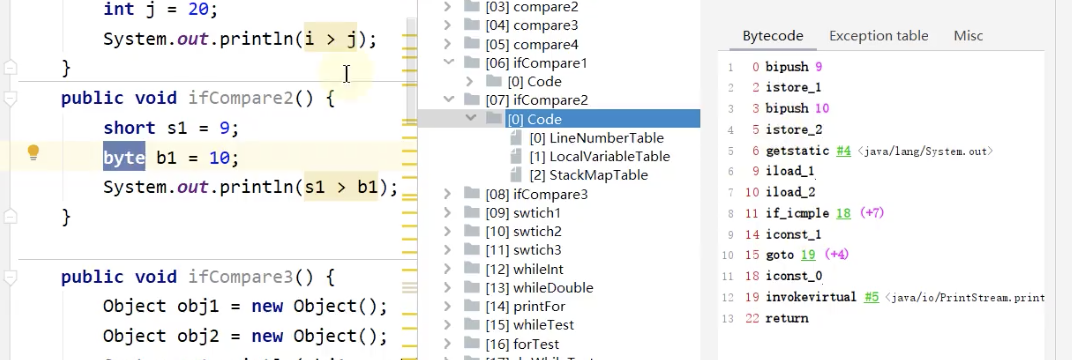 int j = 20;
System.out.println(i > j);
}
public void ifCompare2() {
short s1 = 9;
byte b1 = 10;
System.out.println(s1 > b1);
}
public void ifCompare3() {
Object obj1 = new Object();
Object obj2 = new Object();
[03] compare2
[04] compare3
[05] compare4
[06] ifCompare1
[0] Code
[07] ifCompare2
[0] Code
[0] LineNumberTable
[1] LocalVariableTable
[2] StackMapTable
[08] ifCompare3
[09] swtich1
[10] swtich2
[11] swtich3
[12] whileInt
[13] whileDouble
[14] printFor
[15] whileTest
[16] forTest
Bytecode Exception table Misc
1 0 bipush 9
2 2 istore_1
3 3 bipush 10
4 5 istore_2
5 6 getstatic #4 <java/lang/System.out>
6 9 iload_1
7 10 iload_2
8 11 if_icmple 18 (+7)
9 14 iconst_1
10 15 goto 19 (+4)
11 18 iconst_0
12 19 invokevirtual #5 <java/io/PrintStream.print
13 22 return